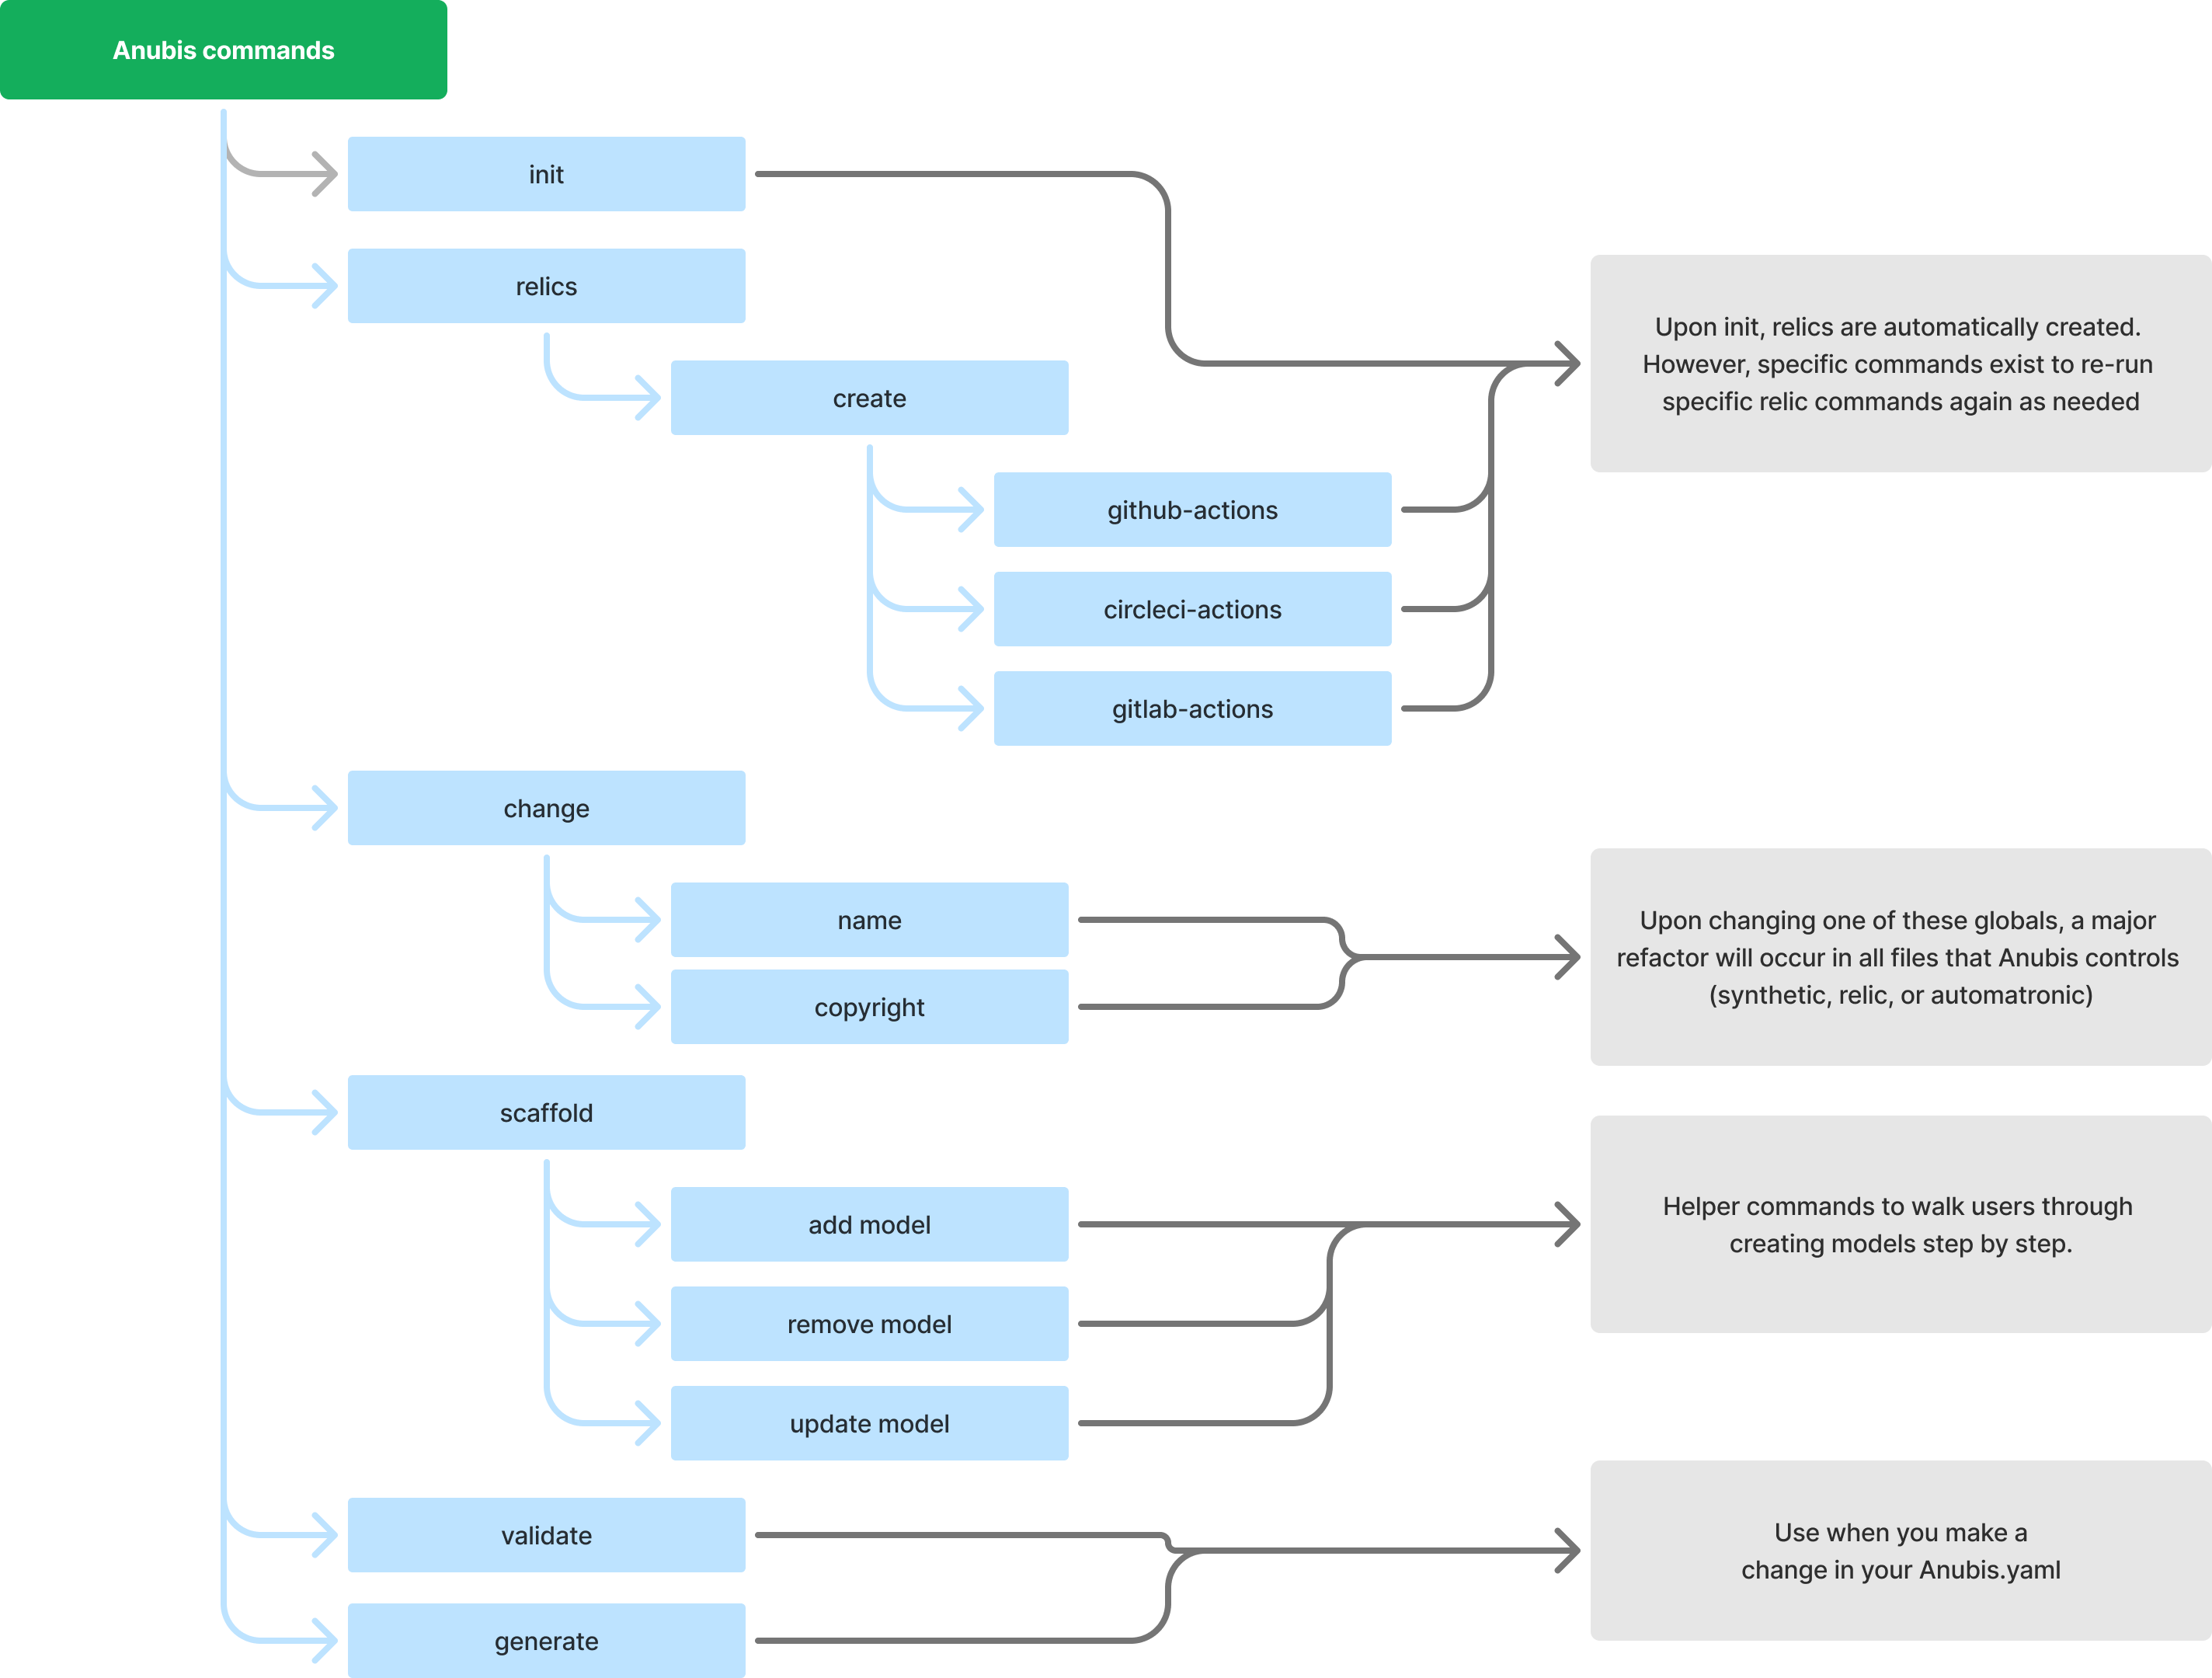 Anubis commands
init
relics
create
github-actions
circleci-actions
gitlab-actions
Upon init, relics are automatically created.
However, specific commands exist to re-run
specific relic commands again as needed
change
name
copyright
Upon changing one of these globals, a major
refactor will occur in all files that Anubis controls
(synthetic, relic, or automatronic)
scaffold
add model
remove model
update model
Helper commands to walk users through
creating models step by step.
validate
generate
Use when you make a
change in your Anubis.yaml